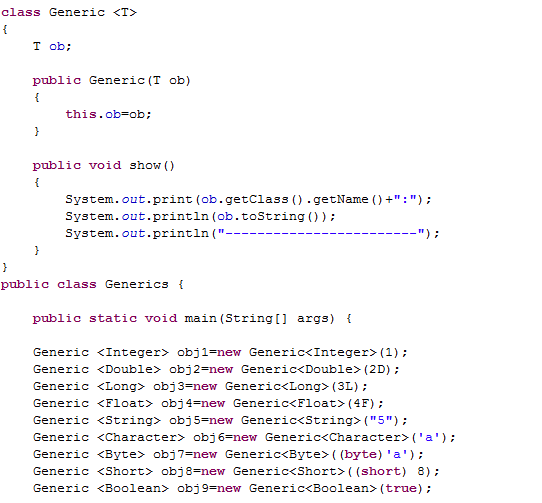 class Generic <T>
{
    T ob;

    public Generic(T ob)
    {
        this.ob=ob;
    }

    public void show()
    {
        System.out.print(ob.getClass().getName()+":");
        System.out.println(ob.toString());
        System.out.println("------------------------");
    }
}
public class Generics {

    public static void main(String[] args) {

    Generic <Integer> obj1=new Generic<Integer>(1);
    Generic <Double> obj2=new Generic<Double>(2D);
    Generic <Long> obj3=new Generic<Long>(3L);
    Generic <Float> obj4=new Generic<Float>(4F);
    Generic <String> obj5=new Generic<String>("5");
    Generic <Character> obj6=new Generic<Character>('a');
    Generic <Byte> obj7=new Generic<Byte>((byte)'a');
    Generic <Short> obj8=new Generic<Short>((short) 8);
    Generic <Boolean> obj9=new Generic<Boolean>(true);